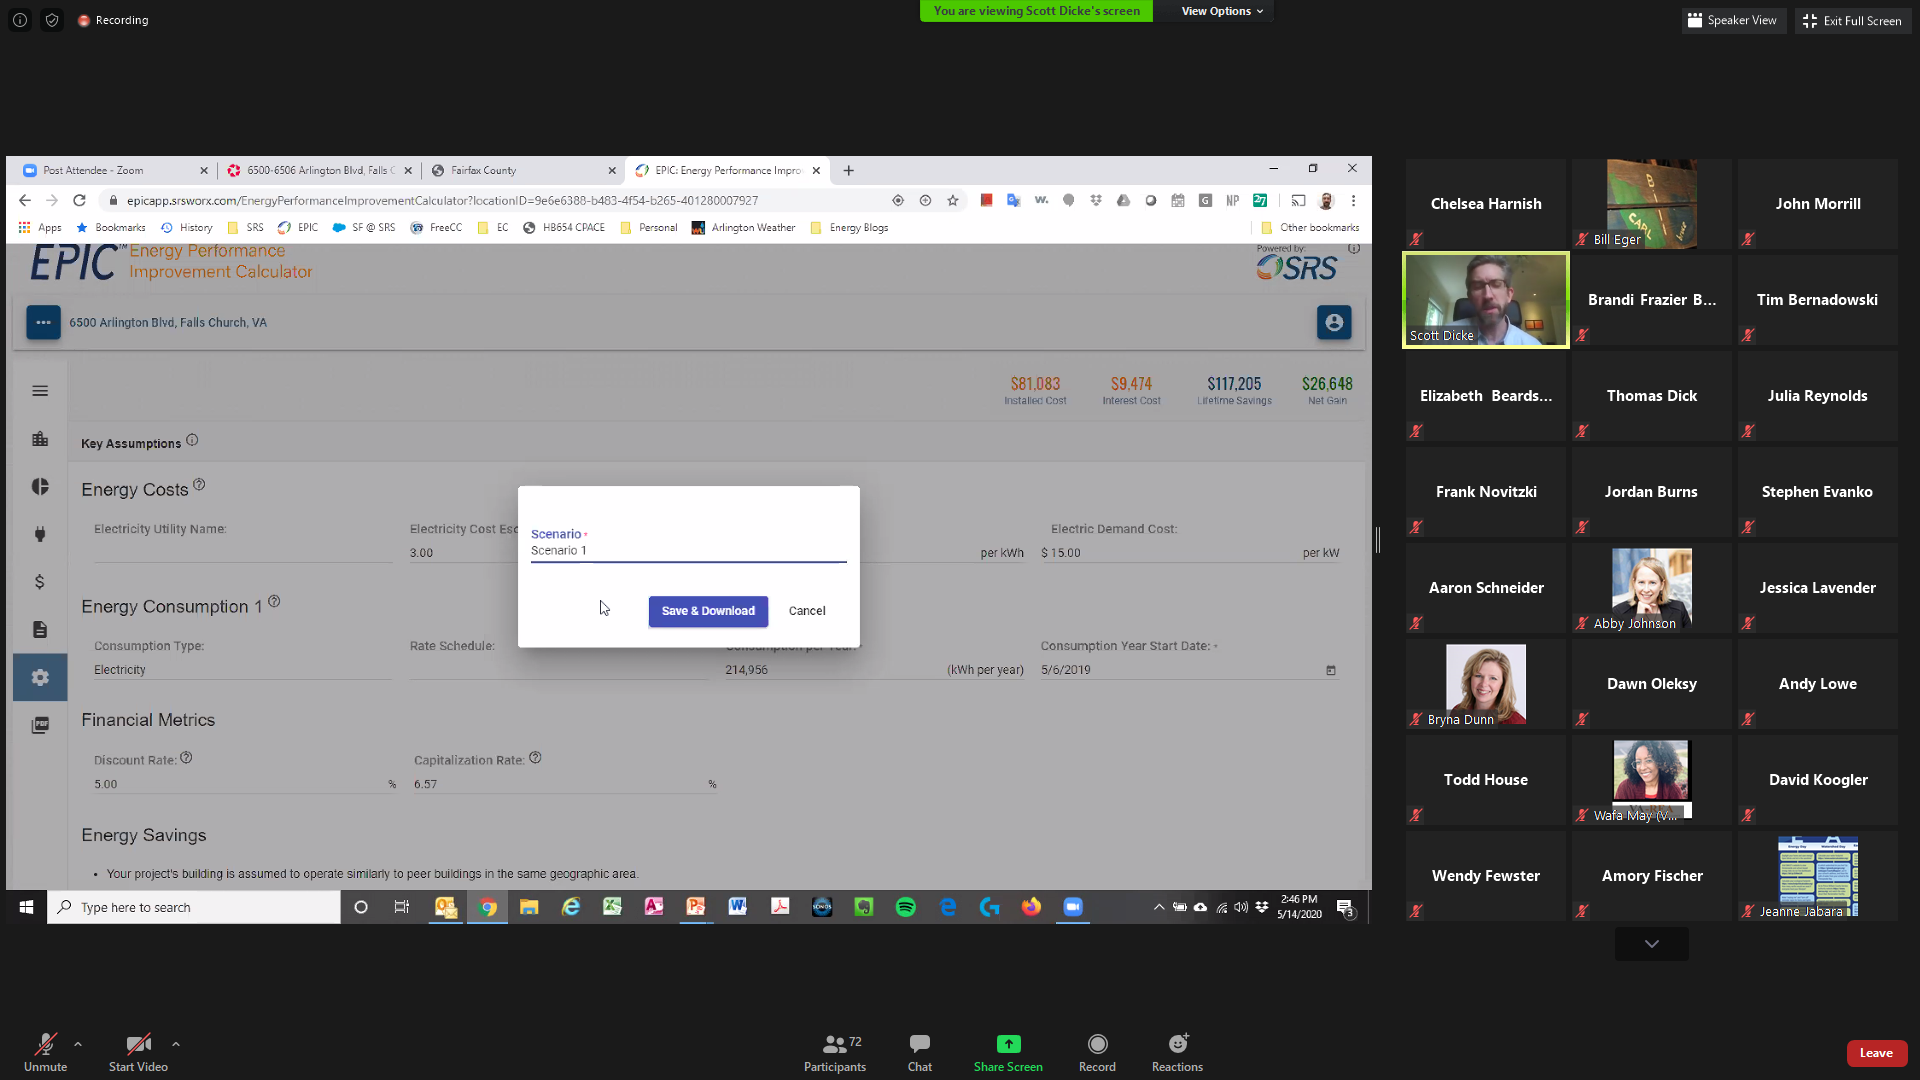 Recording
You are viewing Scott Dicke's screen
View Options
Speaker View
Exit Full Screen
Post Attendee - Zoom
6500-6506 Arlington Blvd, Falls C
Fairfax County
EPIC: Energy Performance Impro
epicapp.srsworx.com/EnergyPerformanceImprovementCalculator?locationID=9e6e6388-b483-4f54-b265-401280007927
Apps
Bookmarks
History
SRS
EPIC
SF @ SRS
FreeCC
EC
HB654 CPACE
Personal
Arlington Weather
Energy Blogs
Other bookmarks
EPIC™ Energy Performance
Improvement Calculator
Powered by:
SRS
6500 Arlington Blvd, Falls Church, VA
$81,083 $9,474 $117,205 $26,648
Installed Cost Interest Cost Lifetime Savings Net Gain
Key Assumptions
Energy Costs
Electricity Utility Name: Electricity Cost Esc Electric Demand Cost:
3.00 per kWh $ 15.00 per kW
Scenario *
Scenario 1
Save & Download Cancel
Energy Consumption 1
Consumption Type: Rate Schedule: Consumption per Year: * Consumption Year Start Date: *
Electricity 214,956 (kWh per year) 5/6/2019
Financial Metrics
Discount Rate: Capitalization Rate:
5.00 % 6.57 %
Energy Savings
• Your project's building is assumed to operate similarly to peer buildings in the same geographic area.
PDF
Type here to search
2:46 PM
5/14/2020
3
Chelsea Harnish
Bill Eger
CARL
John Morrill
Scott Dicke
Brandi Frazier B...
Tim Bernadowski
Elizabeth Beards...
Thomas Dick
Julia Reynolds
Frank Novitzki
Jordan Burns
Stephen Evanko
Aaron Schneider
Abby Johnson
Jessica Lavender
Bryna Dunn
Dawn Oleksy
Andy Lowe
Todd House
Wafa May (V...
David Koogler
Wendy Fewster
Amory Fischer
Jeanne Jabara
Unmute
Start Video
72
Participants
Chat
Share Screen
Record
Reactions
Leave